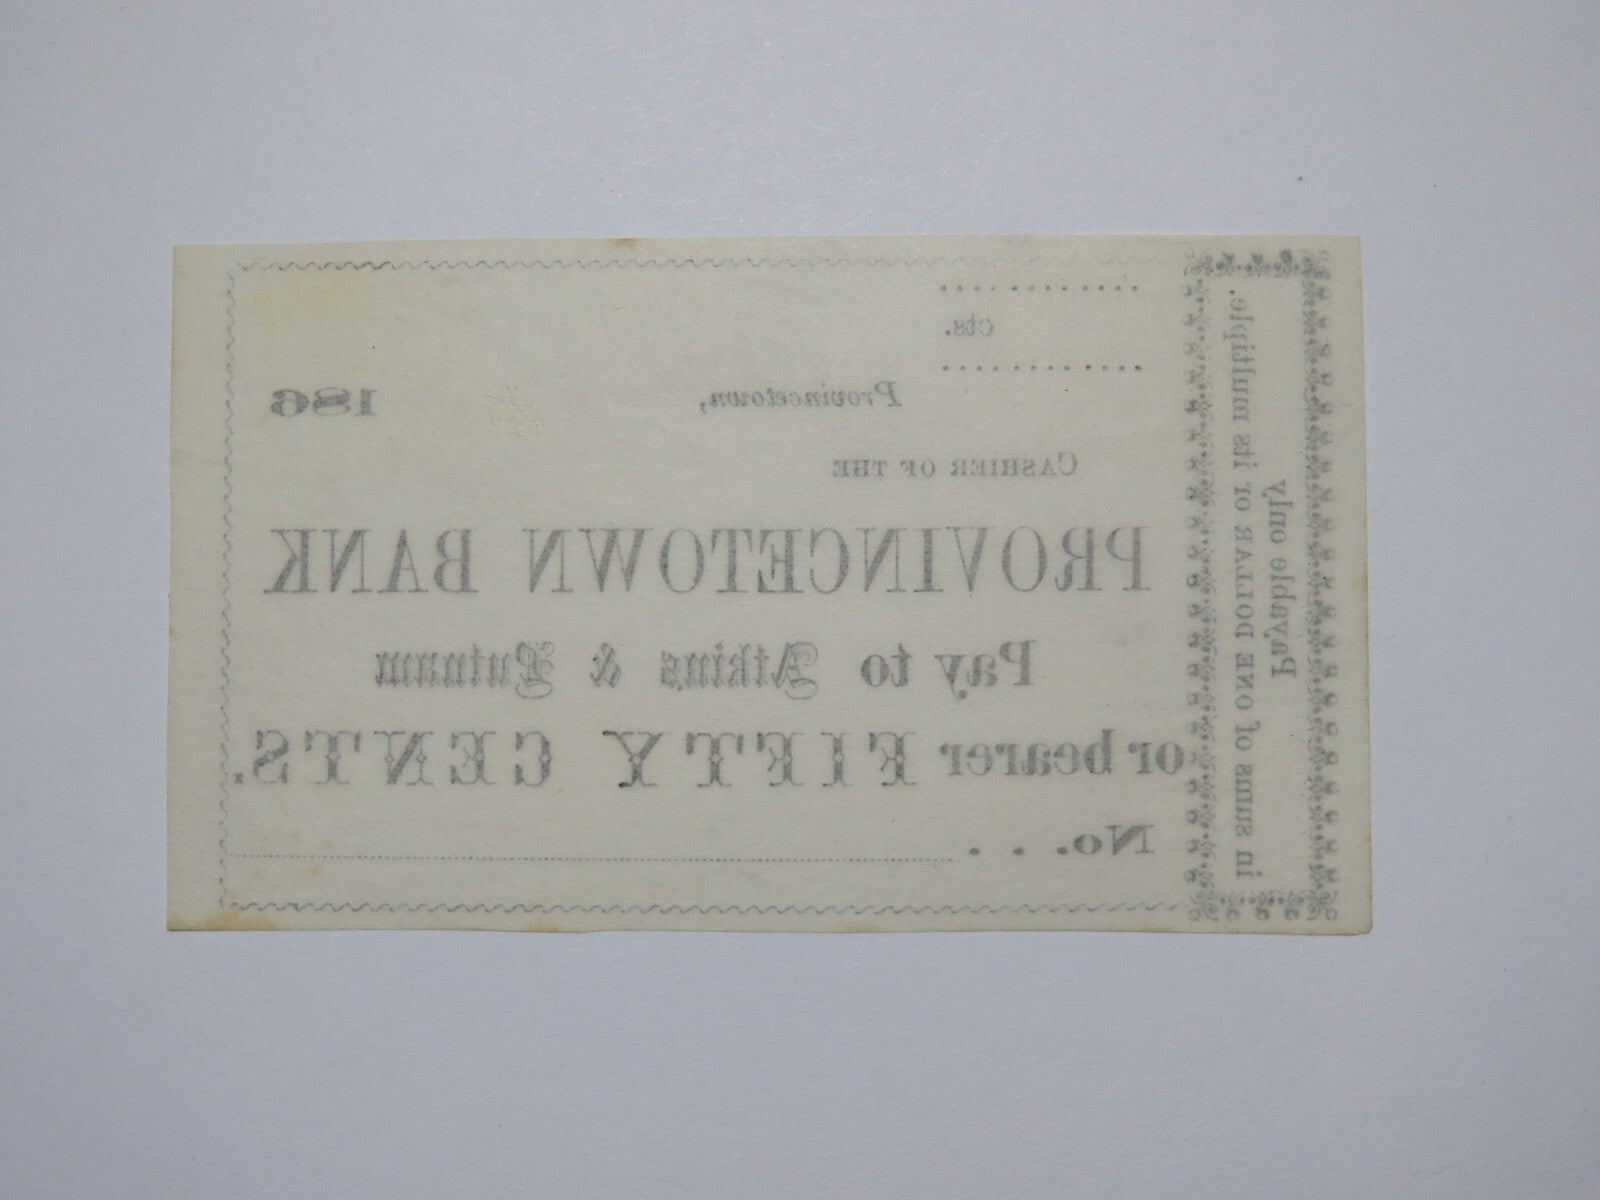 Payable only
in sums of ONE DOLLAR or its multiple.
cts.
Provincetown, 186
CASHIER OF THE
PROVINCETOWN BANK
Pay to Atkins & Putnam
or bearer FIFTY CENTS.
No. . .